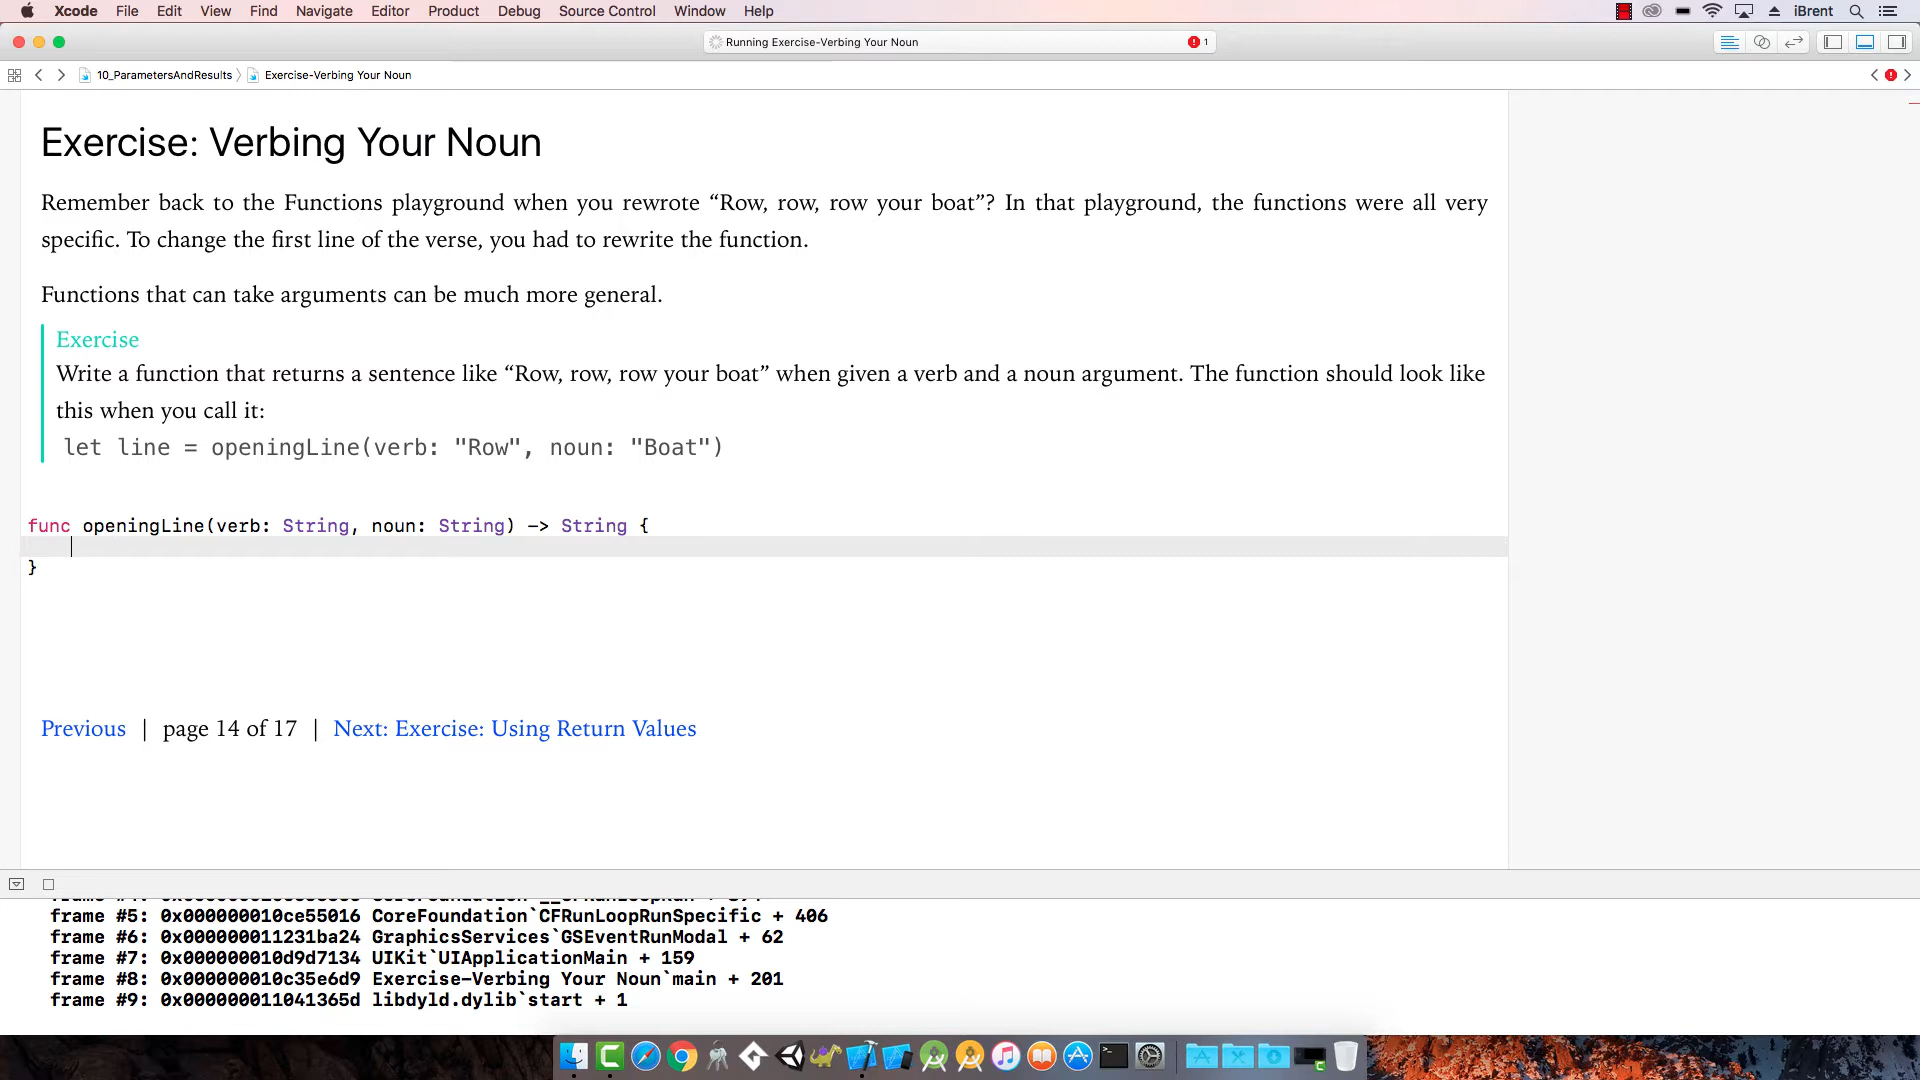 Xcode File Edit View Find Navigate Editor Product Debug Source Control Window Help iBrent
Running Exercise-Verbing Your Noun 1
10_ParametersAndResults Exercise-Verbing Your Noun
Exercise: Verbing Your Noun
Remember back to the Functions playground when you rewrote “Row, row, row your boat”? In that playground, the functions were all very
specific. To change the first line of the verse, you had to rewrite the function.
Functions that can take arguments can be much more general.
Exercise
Write a function that returns a sentence like “Row, row, row your boat” when given a verb and a noun argument. The function should look like
this when you call it:
let line = openingLine(verb: "Row", noun: "Boat")
func openingLine(verb: String, noun: String) -> String {
}
Previous | page 14 of 17 | Next: Exercise: Using Return Values
frame #5: 0x000000010ce55016 CoreFoundation`CFRunLoopRunSpecific + 406
frame #6: 0x000000011231ba24 GraphicsServices`GSEventRunModal + 62
frame #7: 0x000000010d9d7134 UIKit`UIApplicationMain + 159
frame #8: 0x000000010c35e6d9 Exercise-Verbing Your Noun`main + 201
frame #9: 0x000000011041365d libdyld.dylib`start + 1